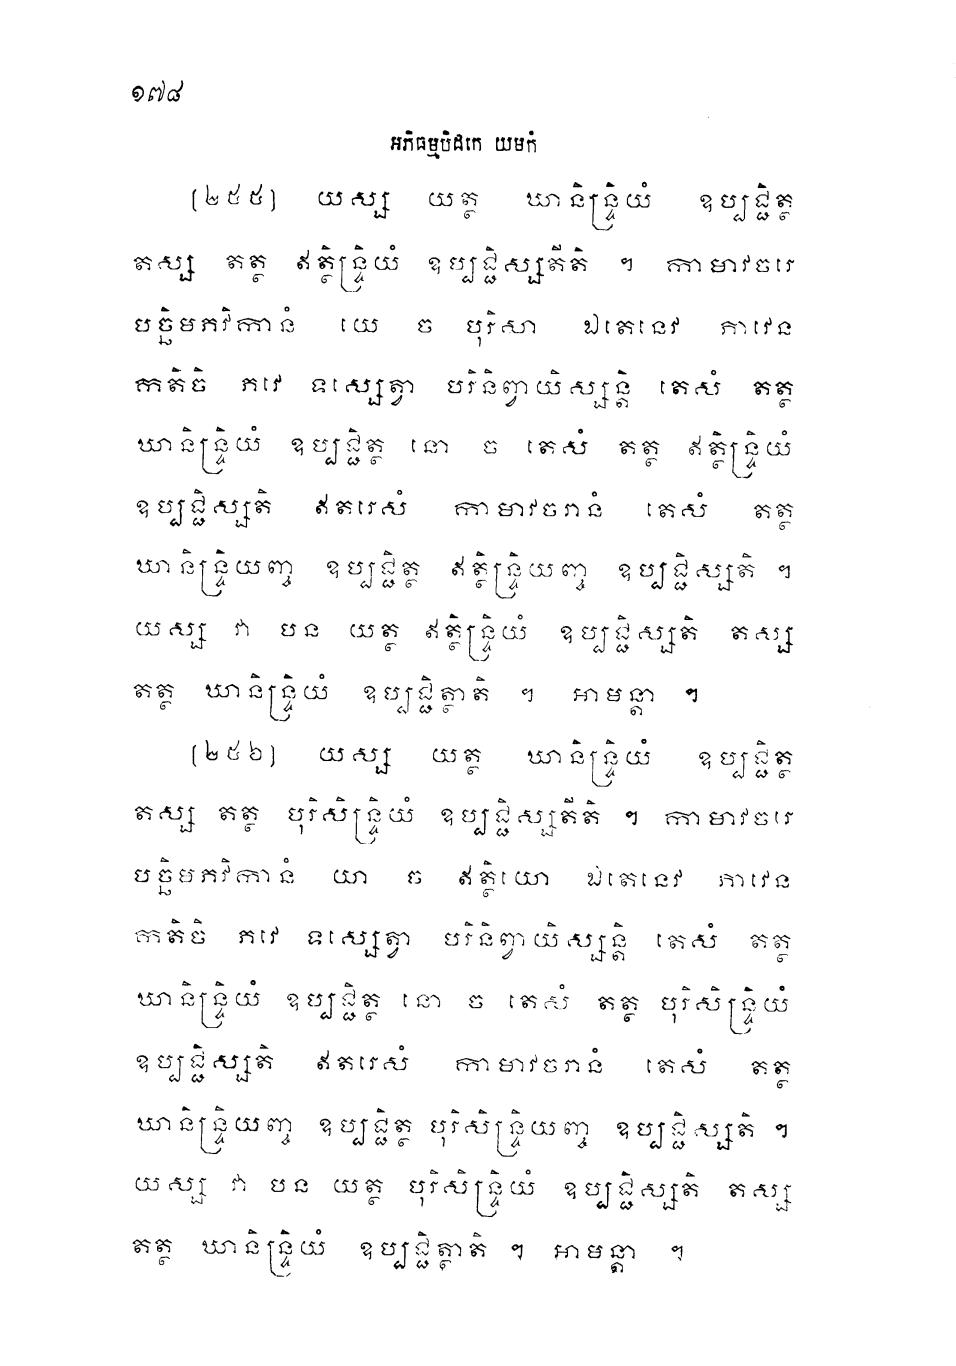 ១៧៨
អភិធម្មបិដកេ យមកំ
[២៥៥] យស្ស យត្ថ ឃានិន្ទ្រិយំ ឧប្បជ្ជិត្ថ
តស្ស តត្ថ ឥត្ថិន្ទ្រិយំ ឧប្បជ្ជិស្សតីតិ ។ កាមាវចរេ
បច្ឆិមភវិកានំ យេ ច បុរិសា ឯតេនេវ ភាវេន
កតិចិ ភវេ ទស្សេត្វា បរិនិព្វាយិស្សន្តិ តេសំ តត្ថ
ឃានិន្ទ្រិយំ ឧប្បជ្ជិត្ថ នោ ច តេសំ តត្ថ ឥត្ថិន្ទ្រិយំ
ឧប្បជ្ជិស្សតិ ឥតរេសំ កាមាវចរានំ តេសំ តត្ថ
ឃានិន្ទ្រិយញ្ច ឧប្បជ្ជិត្ថ ឥត្ថិន្ទ្រិយញ្ច ឧប្បជ្ជិស្សតិ ។
យស្ស វា បន យត្ថ ឥត្ថិន្ទ្រិយំ ឧប្បជ្ជិស្សតិ តស្ស
តត្ថ ឃានិន្ទ្រិយំ ឧប្បជ្ជិត្ថាតិ ។ អាមន្តា ។
[២៥៦] យស្ស យត្ថ ឃានិន្ទ្រិយំ ឧប្បជ្ជិត្ថ
តស្ស តត្ថ បុរិសិន្ទ្រិយំ ឧប្បជ្ជិស្សតីតិ ។ កាមាវចរេ
បច្ឆិមភវិកានំ យា ច ឥត្ថិយោ ឯតេនេវ ភាវេន
កតិចិ ភវេ ទស្សេត្វា បរិនិព្វាយិស្សន្តិ តេសំ តត្ថ
ឃានិន្ទ្រិយំ ឧប្បជ្ជិត្ថ នោ ច តេសំ តត្ថ បុរិសិន្ទ្រិយំ
ឧប្បជ្ជិស្សតិ ឥតរេសំ កាមាវចរានំ តេសំ តត្ថ
ឃានិន្ទ្រិយញ្ច ឧប្បជ្ជិត្ថ បុរិសិន្ទ្រិយញ្ច ឧប្បជ្ជិស្សតិ ។
យស្ស វា បន យត្ថ បុរិសិន្ទ្រិយំ ឧប្បជ្ជិស្សតិ តស្ស
តត្ថ ឃានិន្ទ្រិយំ ឧប្បជ្ជិត្ថាតិ ។ អាមន្តា ។